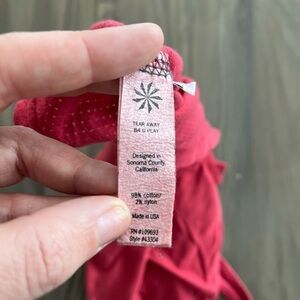 TEAR AWAY
B4 U PLAY
Designed in
Sonoma County,
California
98% cotton/
2% nylon
Made in USA
RN #109693
Style #43304